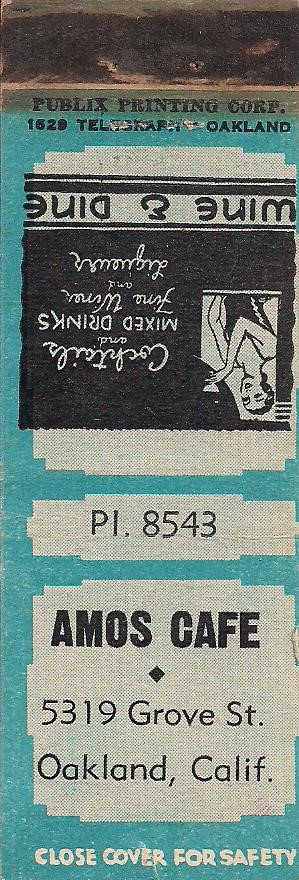 PUBLIX PRINTING CORP.
1629 TELEGRAPH - OAKLAND
WINE & DINE
Cocktails
and
MIXED DRINKS
Fine Wines
and
Liqueurs
PI. 8543
AMOS CAFE
5319 Grove St.
Oakland, Calif.
CLOSE COVER FOR SAFETY